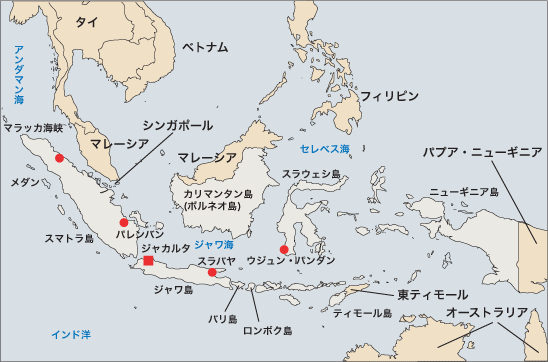 タイ
ベトナム
アンダマン海
フィリピン
マラッカ海峡
シンガポール
マレーシア
マレーシア
セレベス海
パプア・ニューギニア
メダン
スラウェシ島
カリマンタン島
(ボルネオ島)
ニューギニア島
スマトラ島
パレンバン
ジャカルタ
ジャワ海
スラバヤ
ウジュン・パンダン
ジャワ島
東ティモール
バリ島
ティモール島
オーストラリア
ロンボク島
インド洋